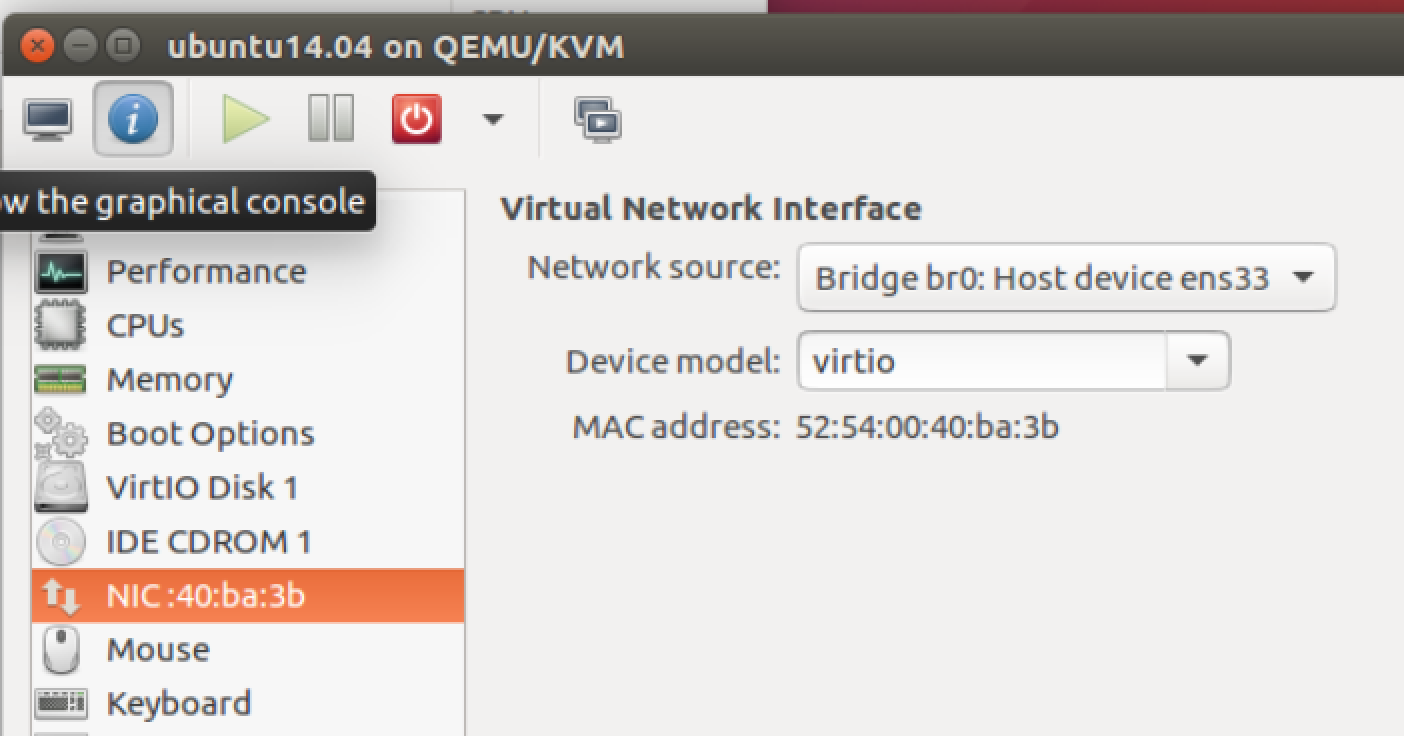 ubuntu14.04 on QEMU/KVM
w the graphical console
Virtual Network Interface
Network source: Bridge br0: Host device ens33
Device model: virtio
MAC address: 52:54:00:40:ba:3b
Performance
CPUs
Memory
Boot Options
VirtIO Disk 1
IDE CDROM 1
NIC :40:ba:3b
Mouse
Keyboard